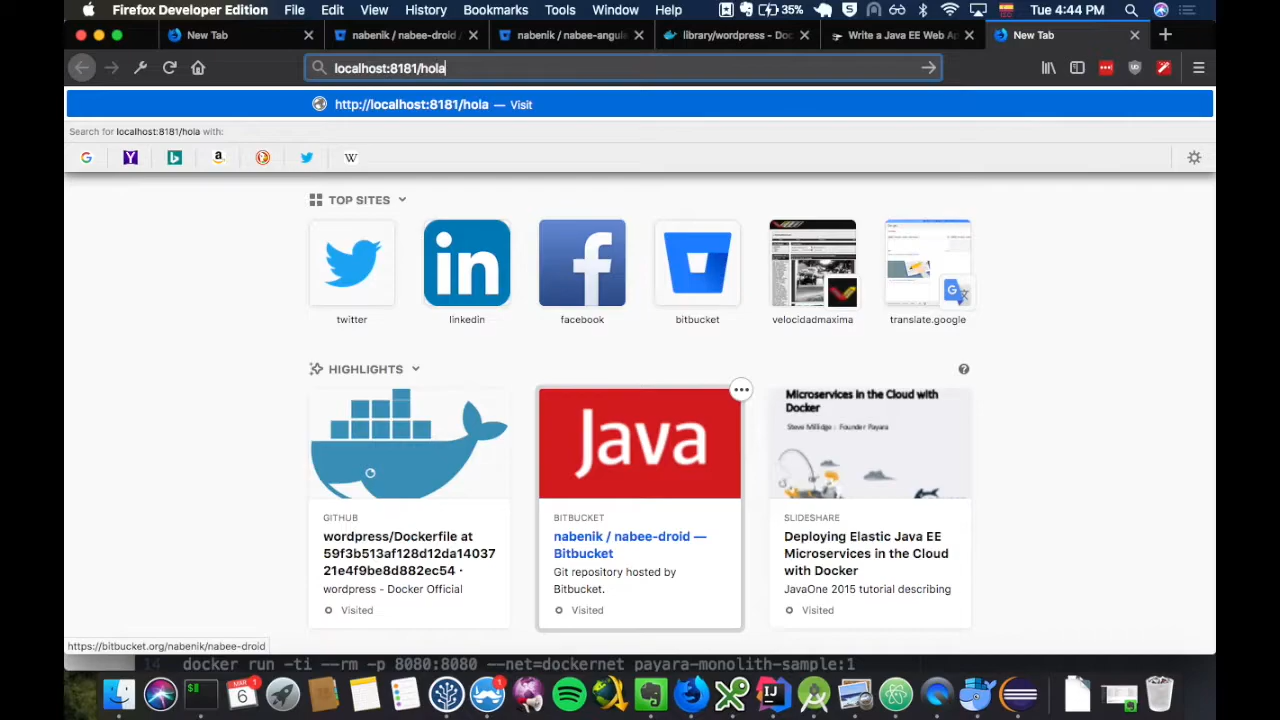 Firefox Developer Edition File Edit View History Bookmarks Tools Window Help 35% Tue 4:44 PM
New Tab nabenik / nabee-droid nabenik / nabee-angul library/wordpress - Doc Write a Java EE Web Ap New Tab
localhost:8181/hola
http://localhost:8181/hola — Visit
Search for localhost:8181/hola with:
TOP SITES
twitter linkedin facebook bitbucket velocidadmaxima translate.google
HIGHLIGHTS
Java
Microservices in the Cloud with
Docker
Steve Millidge : Founder Payara
GITHUB
wordpress/Dockerfile at
59f3b513af128d12da14037
21e4f9be8d882ec54 ·
wordpress - Docker Official
Visited
BITBUCKET
nabenik / nabee-droid —
Bitbucket
Git repository hosted by
Bitbucket.
Visited
SLIDESHARE
Deploying Elastic Java EE
Microservices in the Cloud
with Docker
JavaOne 2015 tutorial describing
Visited
https://bitbucket.org/nabenik/nabee-droid
14 docker run -ti --rm -p 8080:8080 --net=dockernet payara-monolith-sample:1